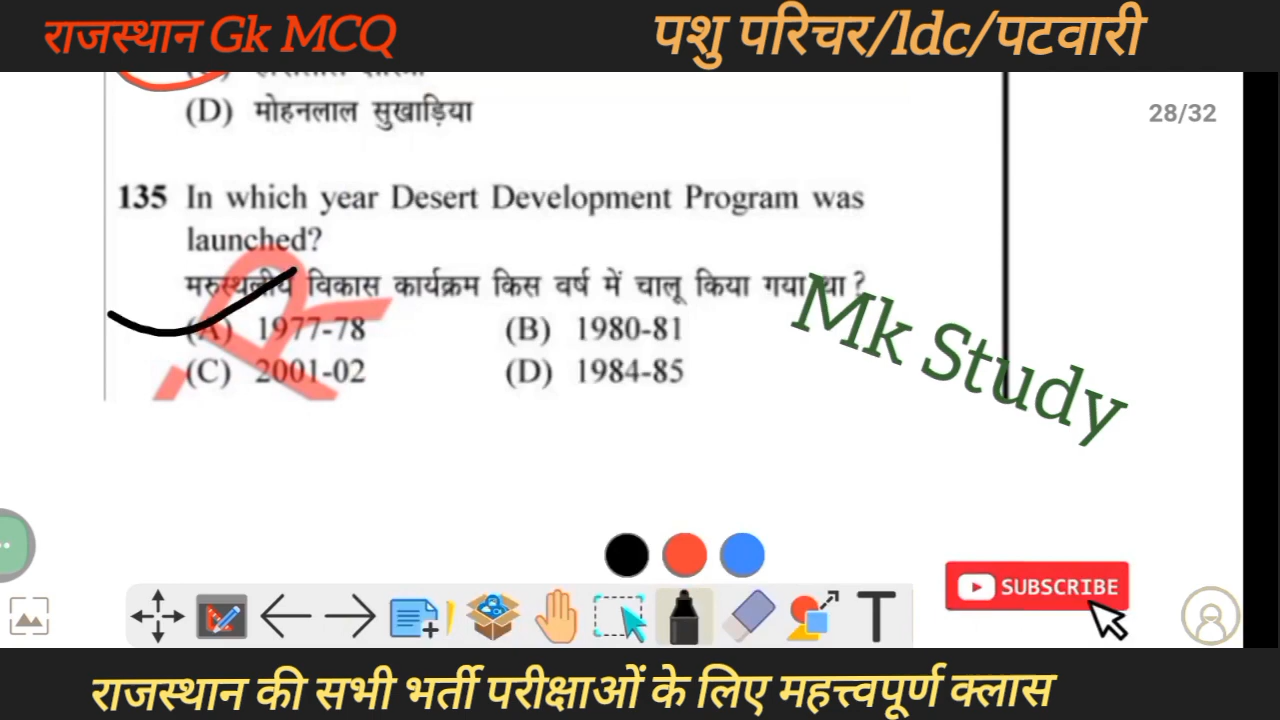 राजस्थान Gk MCQ
पशु परिचर/ldc/पटवारी
(D) मोहनलाल सुखाड़िया
28/32
135 In which year Desert Development Program was
launched?
मरुस्थलीय विकास कार्यक्रम किस वर्ष में चालू किया गया था ?
(A) 1977-78 (B) 1980-81
(C) 2001-02 (D) 1984-85
Mk Study
SUBSCRIBE
राजस्थान की सभी भर्ती परीक्षाओं के लिए महत्त्वपूर्ण क्लास